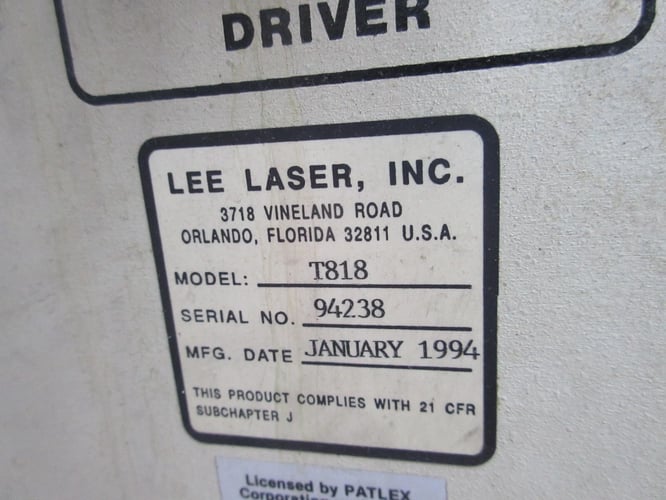 DRIVER
LEE LASER, INC.
3718 VINELAND ROAD
ORLANDO, FLORIDA 32811 U.S.A.
MODEL: T818
SERIAL NO. 94238
MFG. DATE JANUARY 1994
THIS PRODUCT COMPLIES WITH 21 CFR
SUBCHAPTER J
Licensed by PATLEX